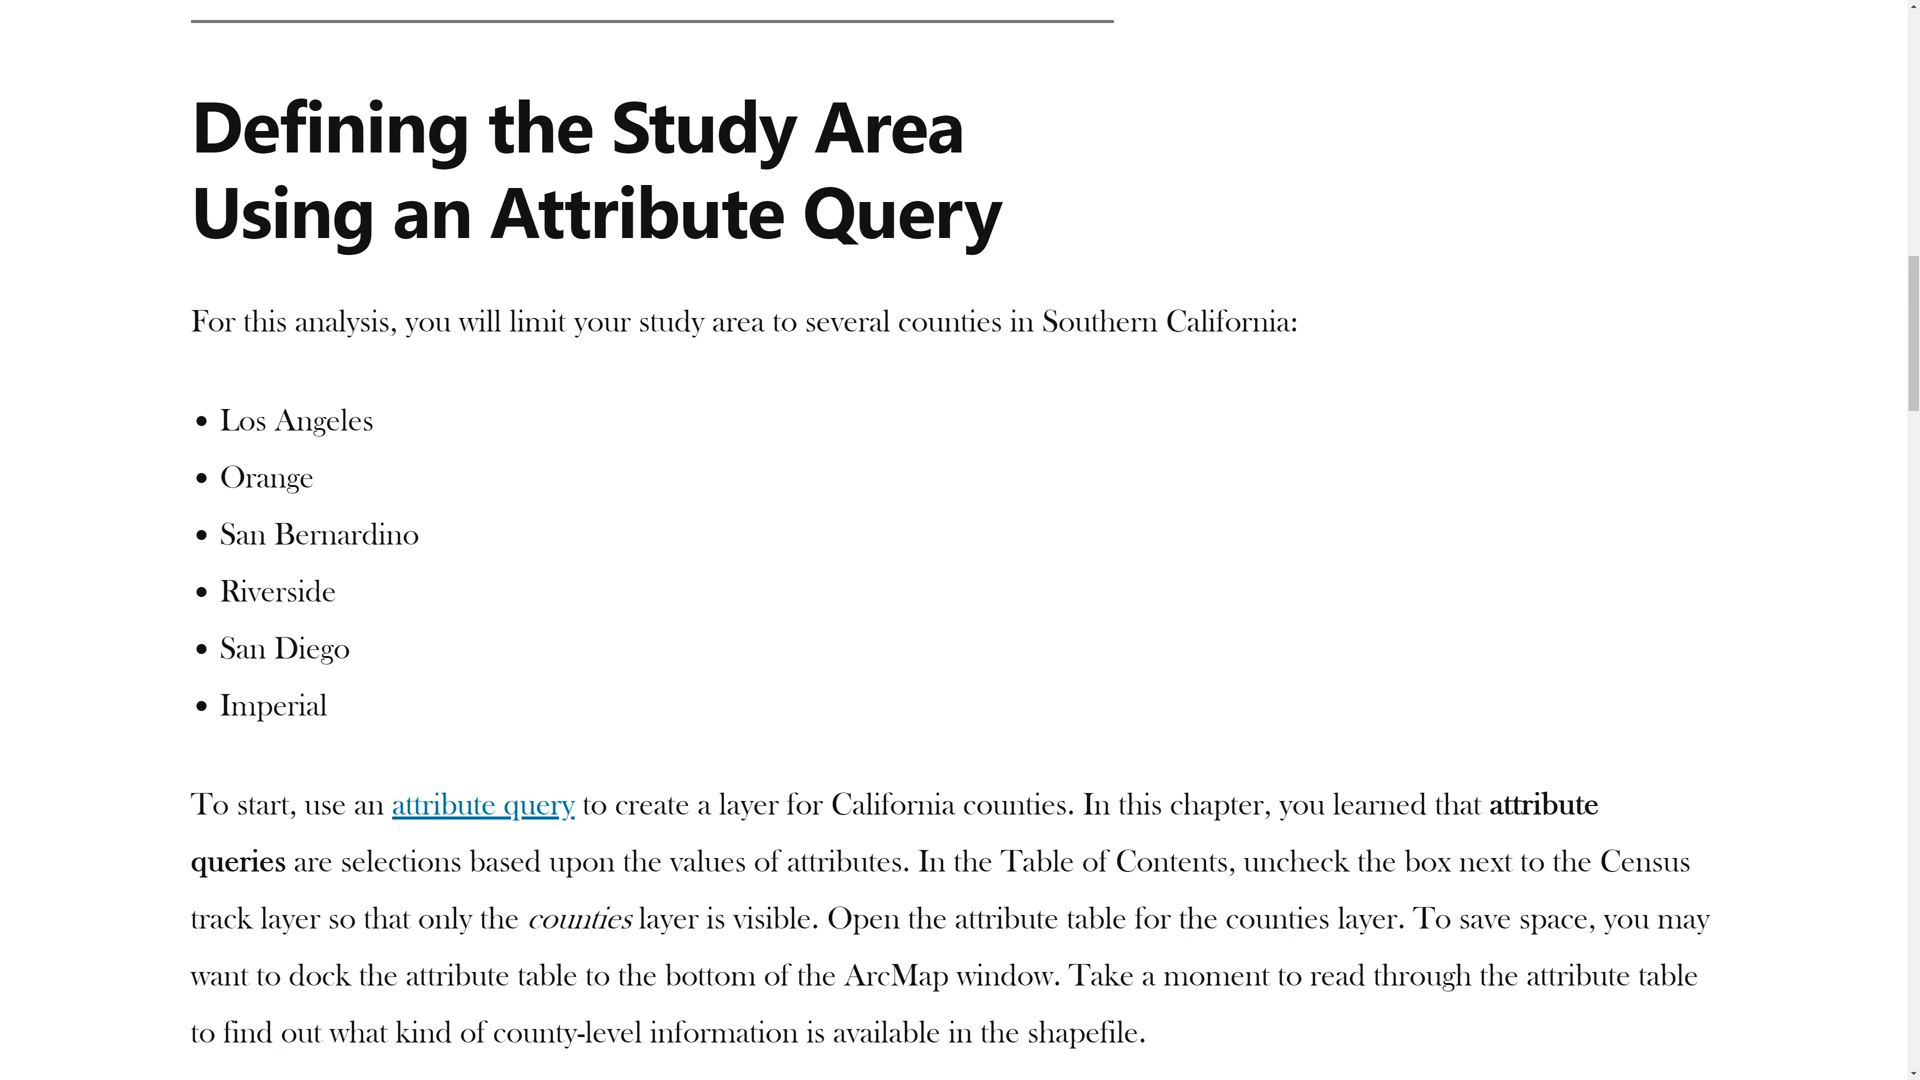 Defining the Study Area
Using an Attribute Query
For this analysis, you will limit your study area to several counties in Southern California:
• Los Angeles
• Orange
• San Bernardino
• Riverside
• San Diego
• Imperial
To start, use an attribute query to create a layer for California counties. In this chapter, you learned that attribute
queries are selections based upon the values of attributes. In the Table of Contents, uncheck the box next to the Census
track layer so that only the counties layer is visible. Open the attribute table for the counties layer. To save space, you may
want to dock the attribute table to the bottom of the ArcMap window. Take a moment to read through the attribute table
to find out what kind of county-level information is available in the shapefile.